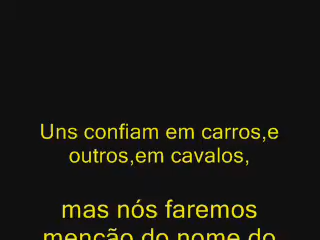 Uns confiam em carros,e
outros,em cavalos,
mas nós faremos
menção do nome do